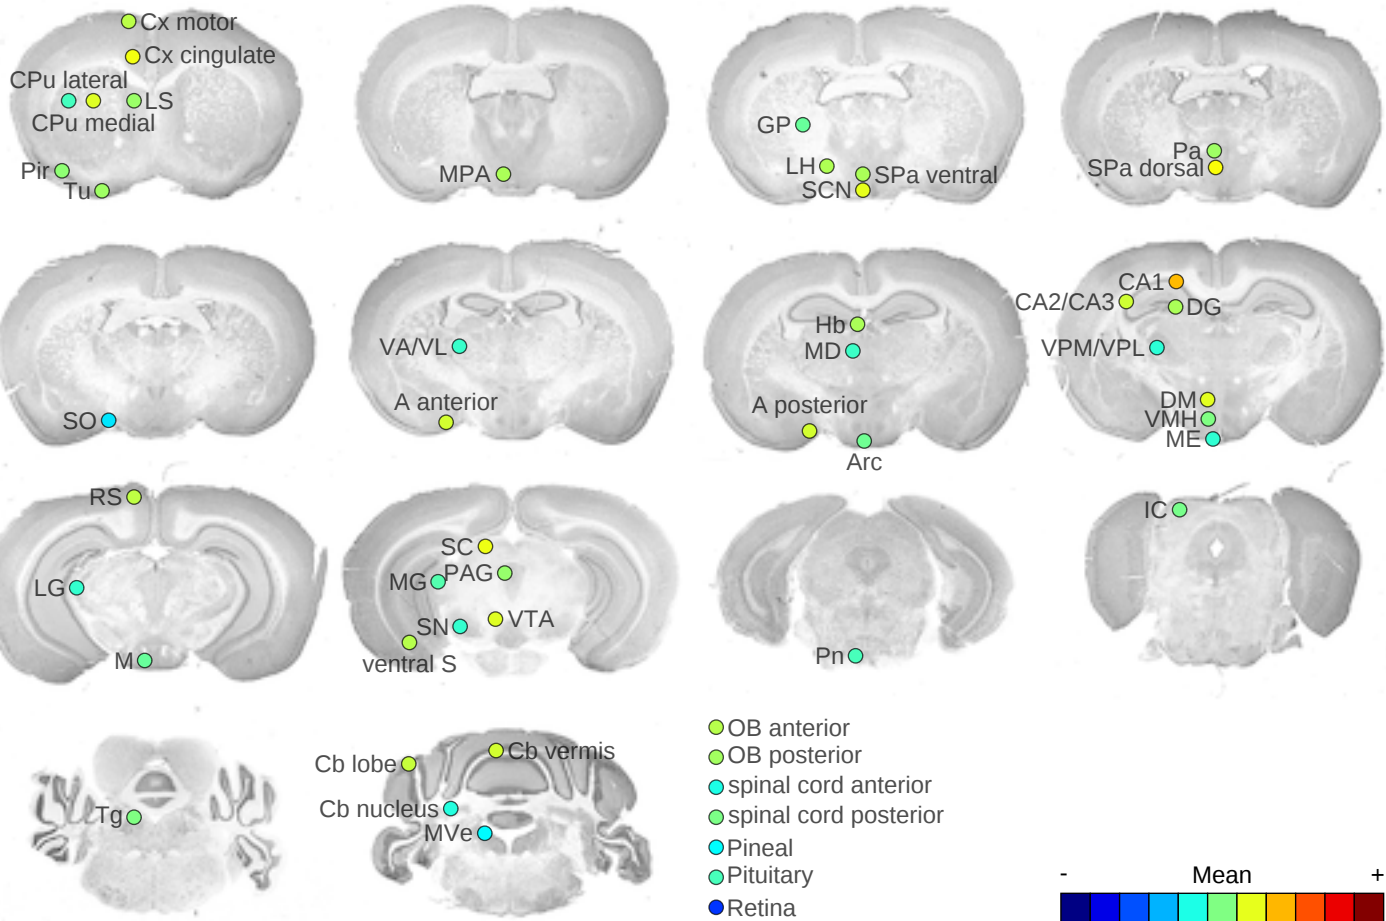 Cx motor
Cx cingulate
CPu lateral
LS
CPu medial
Pir
Tu
MPA
GP
LH
SPa ventral
SCN
Pa
SPa dorsal
SO
VA/VL
A anterior
Hb
MD
A posterior
Arc
CA1
CA2/CA3
DG
VPM/VPL
DM
VMH
ME
RS
LG
M
SC
PAG
MG
SN
VTA
ventral S
Pn
IC
Tg
Cb lobe
Cb vermis
Cb nucleus
MVe
OB anterior
OB posterior
spinal cord anterior
spinal cord posterior
Pineal
Pituitary
Retina
- Mean +